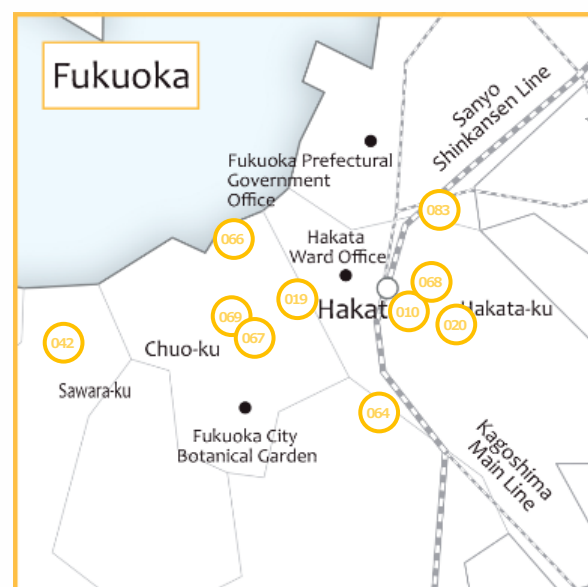 Fukuoka
Sanyo
Shinkansen Line
Fukuoka Prefectural
Government
Office
083
066
Hakata
Ward Office
068
019
Hakat
010
Hakata-ku
069
020
067
042
Chuo-ku
Sawara-ku
064
Fukuoka City
Botanical Garden
Kagoshima
Main Line